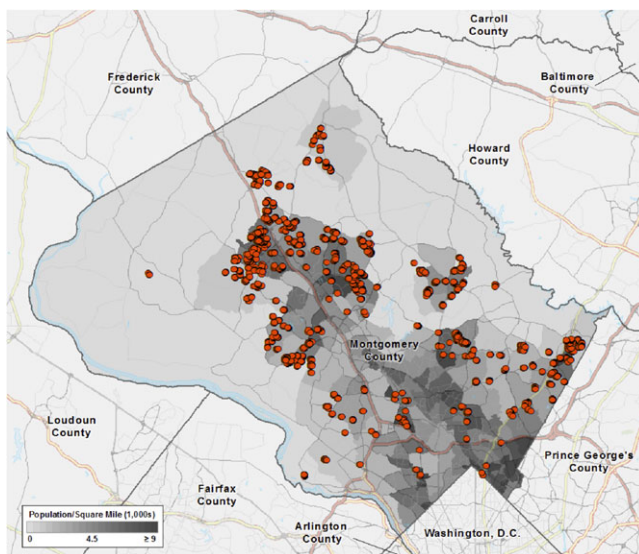 Carroll
County
Frederick
County
Baltimore
County
Howard
County
Montgomery
County
Loudoun
County
Prince George's
County
Fairfax
County
Population/Square Mile (1,000s)
0 4.5 ≥ 9
Arlington
County
Washington, D.C.